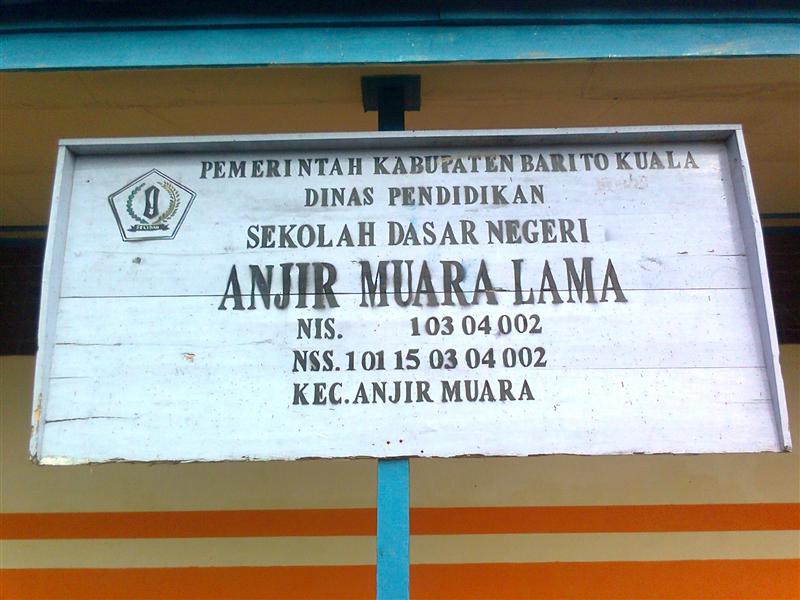 PEMERINTAH KABUPATEN BARITO KUALA
DINAS PENDIDIKAN
SEKOLAH DASAR NEGERI
ANJIR MUARA LAMA
NIS. 103 04 002
NSS. 101 15 03 04 002
KEC. ANJIR MUARA
SELIDAH